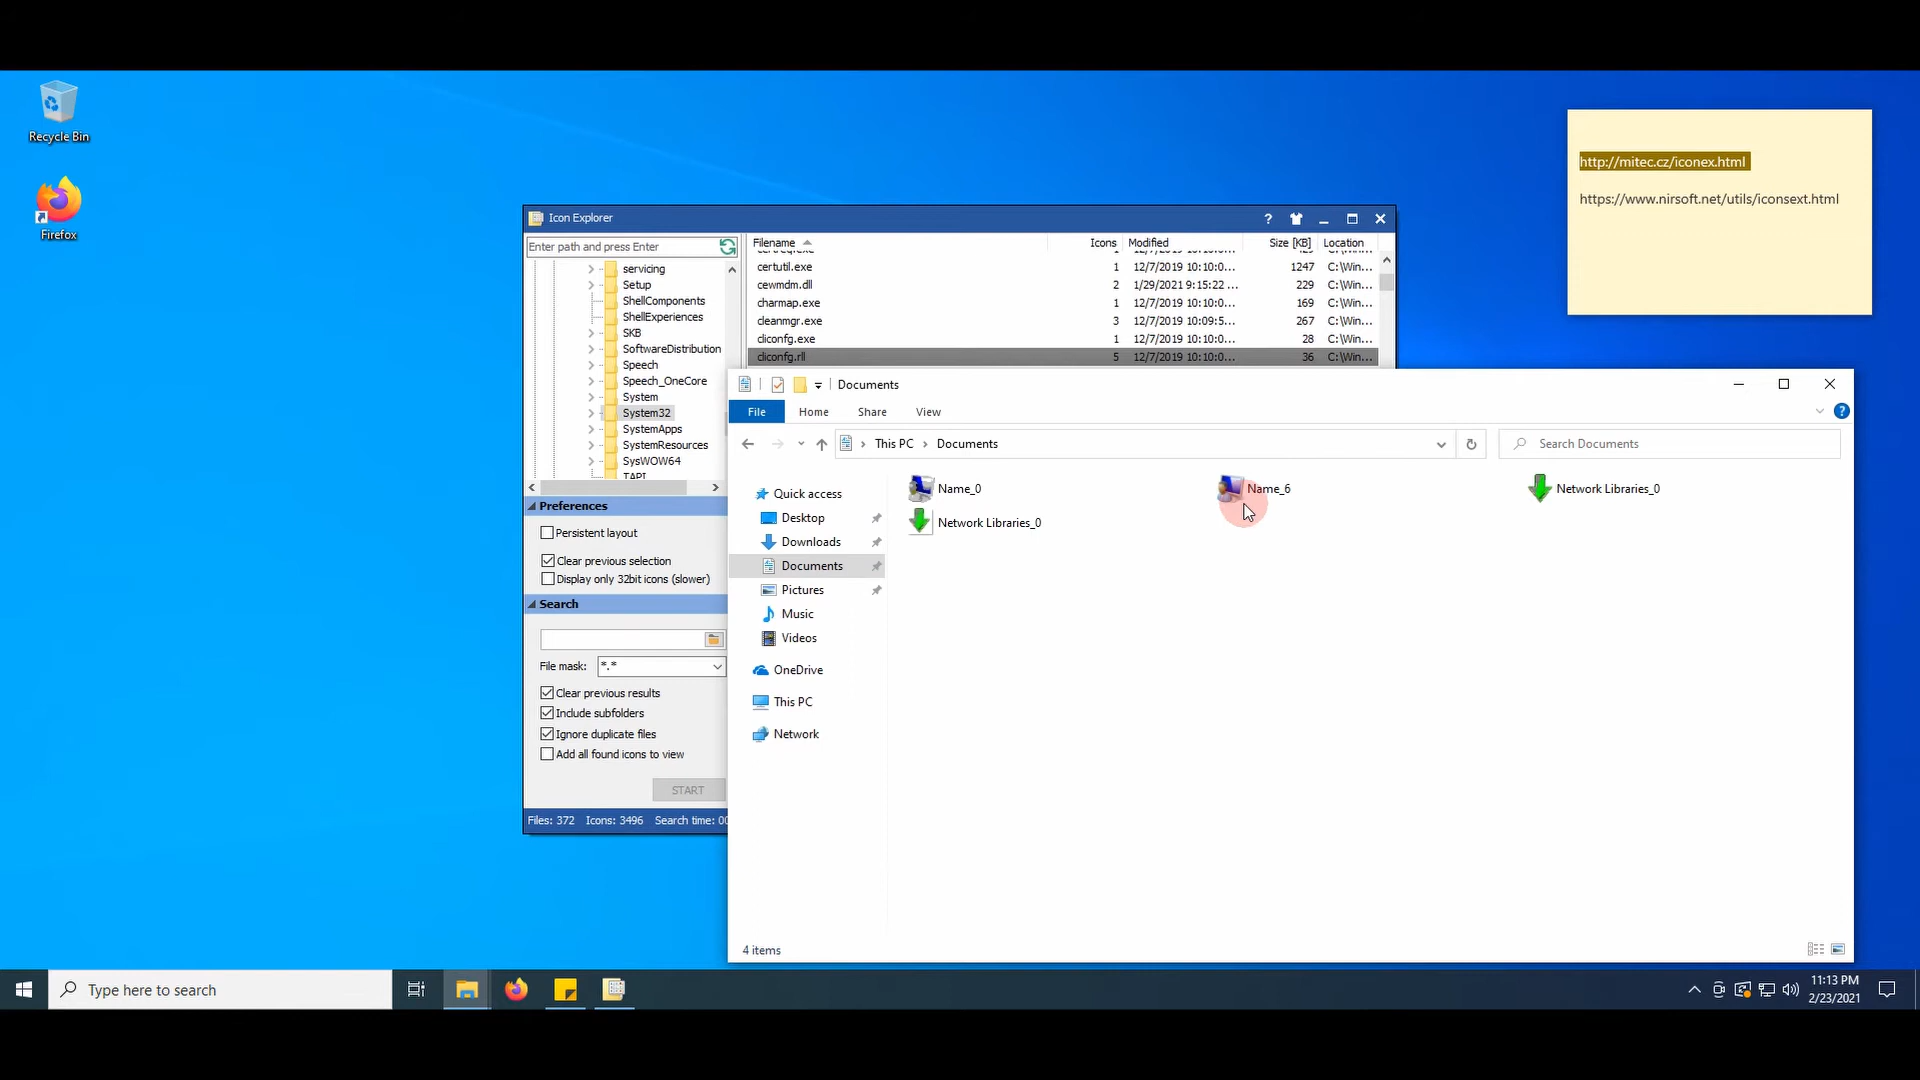 Recycle Bin
Firefox
http://mitec.cz/iconex.html
https://www.nirsoft.net/utils/iconsext.html
Icon Explorer
?
Enter path and press Enter
servicing
Setup
ShellComponents
ShellExperiences
SKB
SoftwareDistribution
Speech
Speech_OneCore
System
System32
SystemApps
SystemResources
SysWOW64
TAPI
Filename Icons Modified Size [KB] Location
certutil.exe 1 12/7/2019 10:10:0... 1247 C:\Win...
cewmdm.dll 2 1/29/2021 9:15:22 ... 229 C:\Win...
charmap.exe 1 12/7/2019 10:10:0... 169 C:\Win...
cleanmgr.exe 3 12/7/2019 10:09:5... 267 C:\Win...
cliconfg.exe 1 12/7/2019 10:10:0... 28 C:\Win...
cliconfg.rll 5 12/7/2019 10:10:0... 36 C:\Win...
Preferences
Persistent layout
Clear previous selection
Display only 32bit icons (slower)
Search
File mask: *.*
Clear previous results
Include subfolders
Ignore duplicate files
Add all found icons to view
START
Files: 372 Icons: 3496 Search time: 00
Documents
File Home Share View
?
This PC > Documents
Search Documents
Quick access
Desktop
Downloads
Documents
Pictures
Music
Videos
OneDrive
This PC
Network
Name_0
Name_6
Network Libraries_0
Network Libraries_0
4 items
Type here to search
11:13 PM
2/23/2021